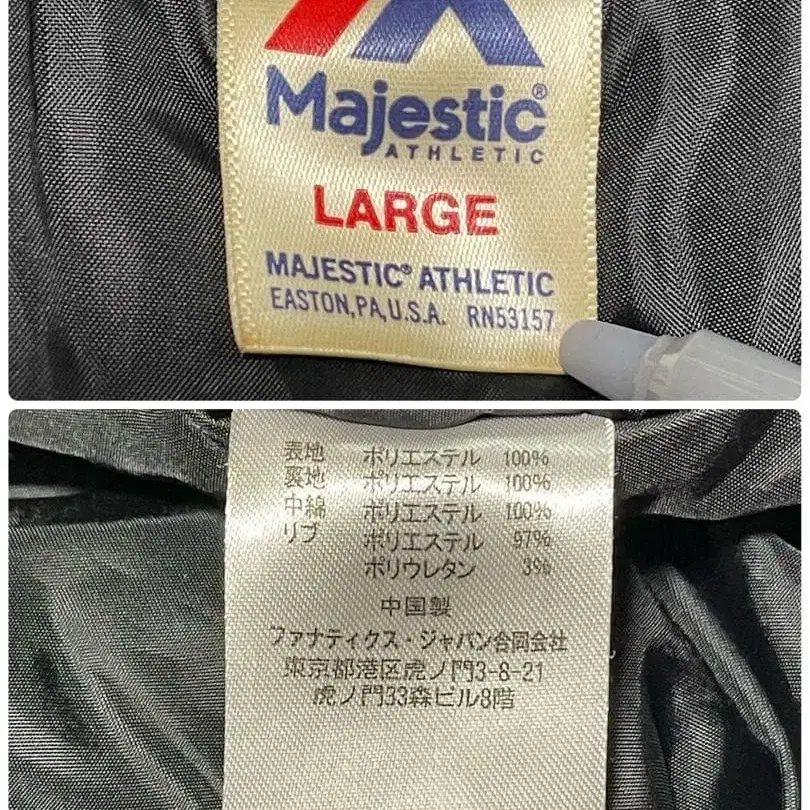 Majestic®
ATHLETIC
LARGE
MAJESTIC® ATHLETIC
EASTON, PA, U.S.A. RN53157
表地 ポリエステル 100%
裏地 ポリエステル 100%
中綿 ポリエステル 100%
リブ ポリエステル 97%
ポリウレタン 3%
中国製
ファナティクス・ジャパン合同会社
東京都港区虎ノ門3-8-21
虎ノ門33森ビル8階